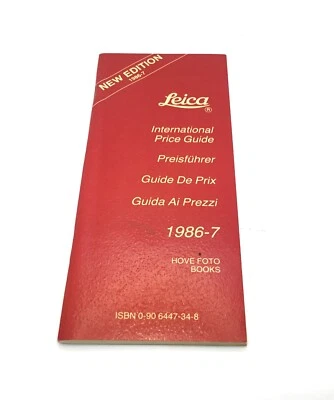 NEW EDITION
1986-7
Leica®
International
Price Guide
Preisführer
Guide De Prix
Guida Ai Prezzi
1986-7
HOVE FOTO
BOOKS
ISBN 0-90 6447-34-8